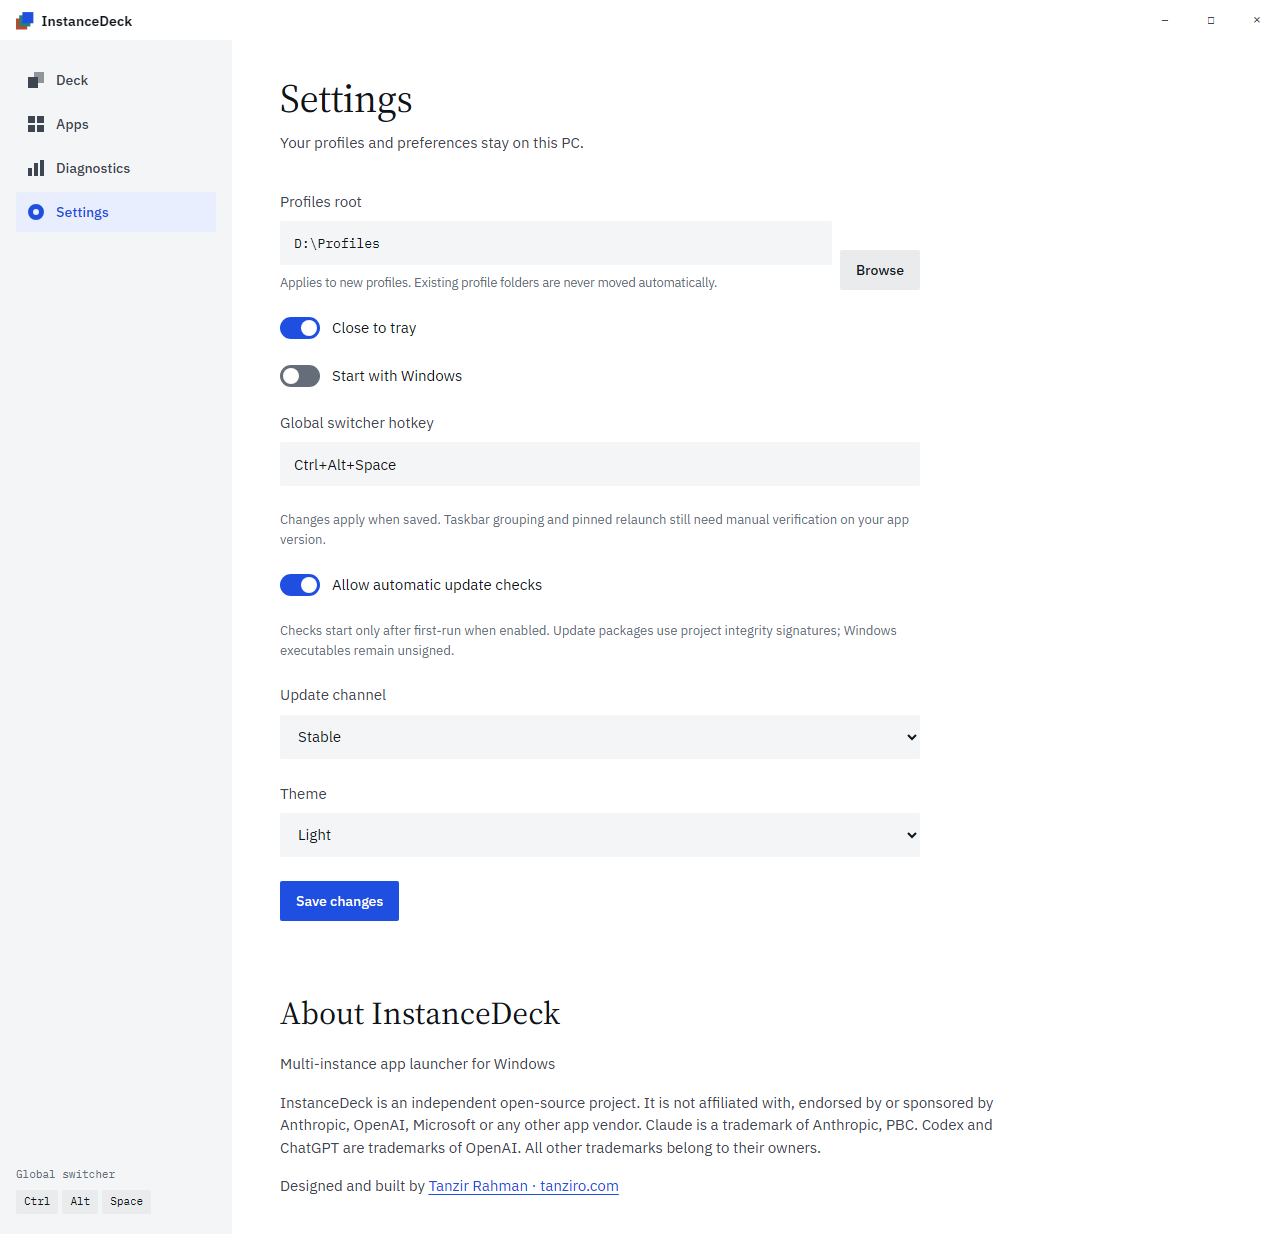 InstanceDeck
Deck
Apps
Diagnostics
Settings
Global switcher
Ctrl Alt Space
Settings
Your profiles and preferences stay on this PC.
Profiles root
D:\Profiles
Browse
Applies to new profiles. Existing profile folders are never moved automatically.
Close to tray
Start with Windows
Global switcher hotkey
Ctrl+Alt+Space
Changes apply when saved. Taskbar grouping and pinned relaunch still need manual verification on your app
version.
Allow automatic update checks
Checks start only after first-run when enabled. Update packages use project integrity signatures; Windows
executables remain unsigned.
Update channel
Stable
Theme
Light
Save changes
About InstanceDeck
Multi-instance app launcher for Windows
InstanceDeck is an independent open-source project. It is not affiliated with, endorsed by or sponsored by
Anthropic, OpenAI, Microsoft or any other app vendor. Claude is a trademark of Anthropic, PBC. Codex and
ChatGPT are trademarks of OpenAI. All other trademarks belong to their owners.
Designed and built by Tanzir Rahman · tanziro.com